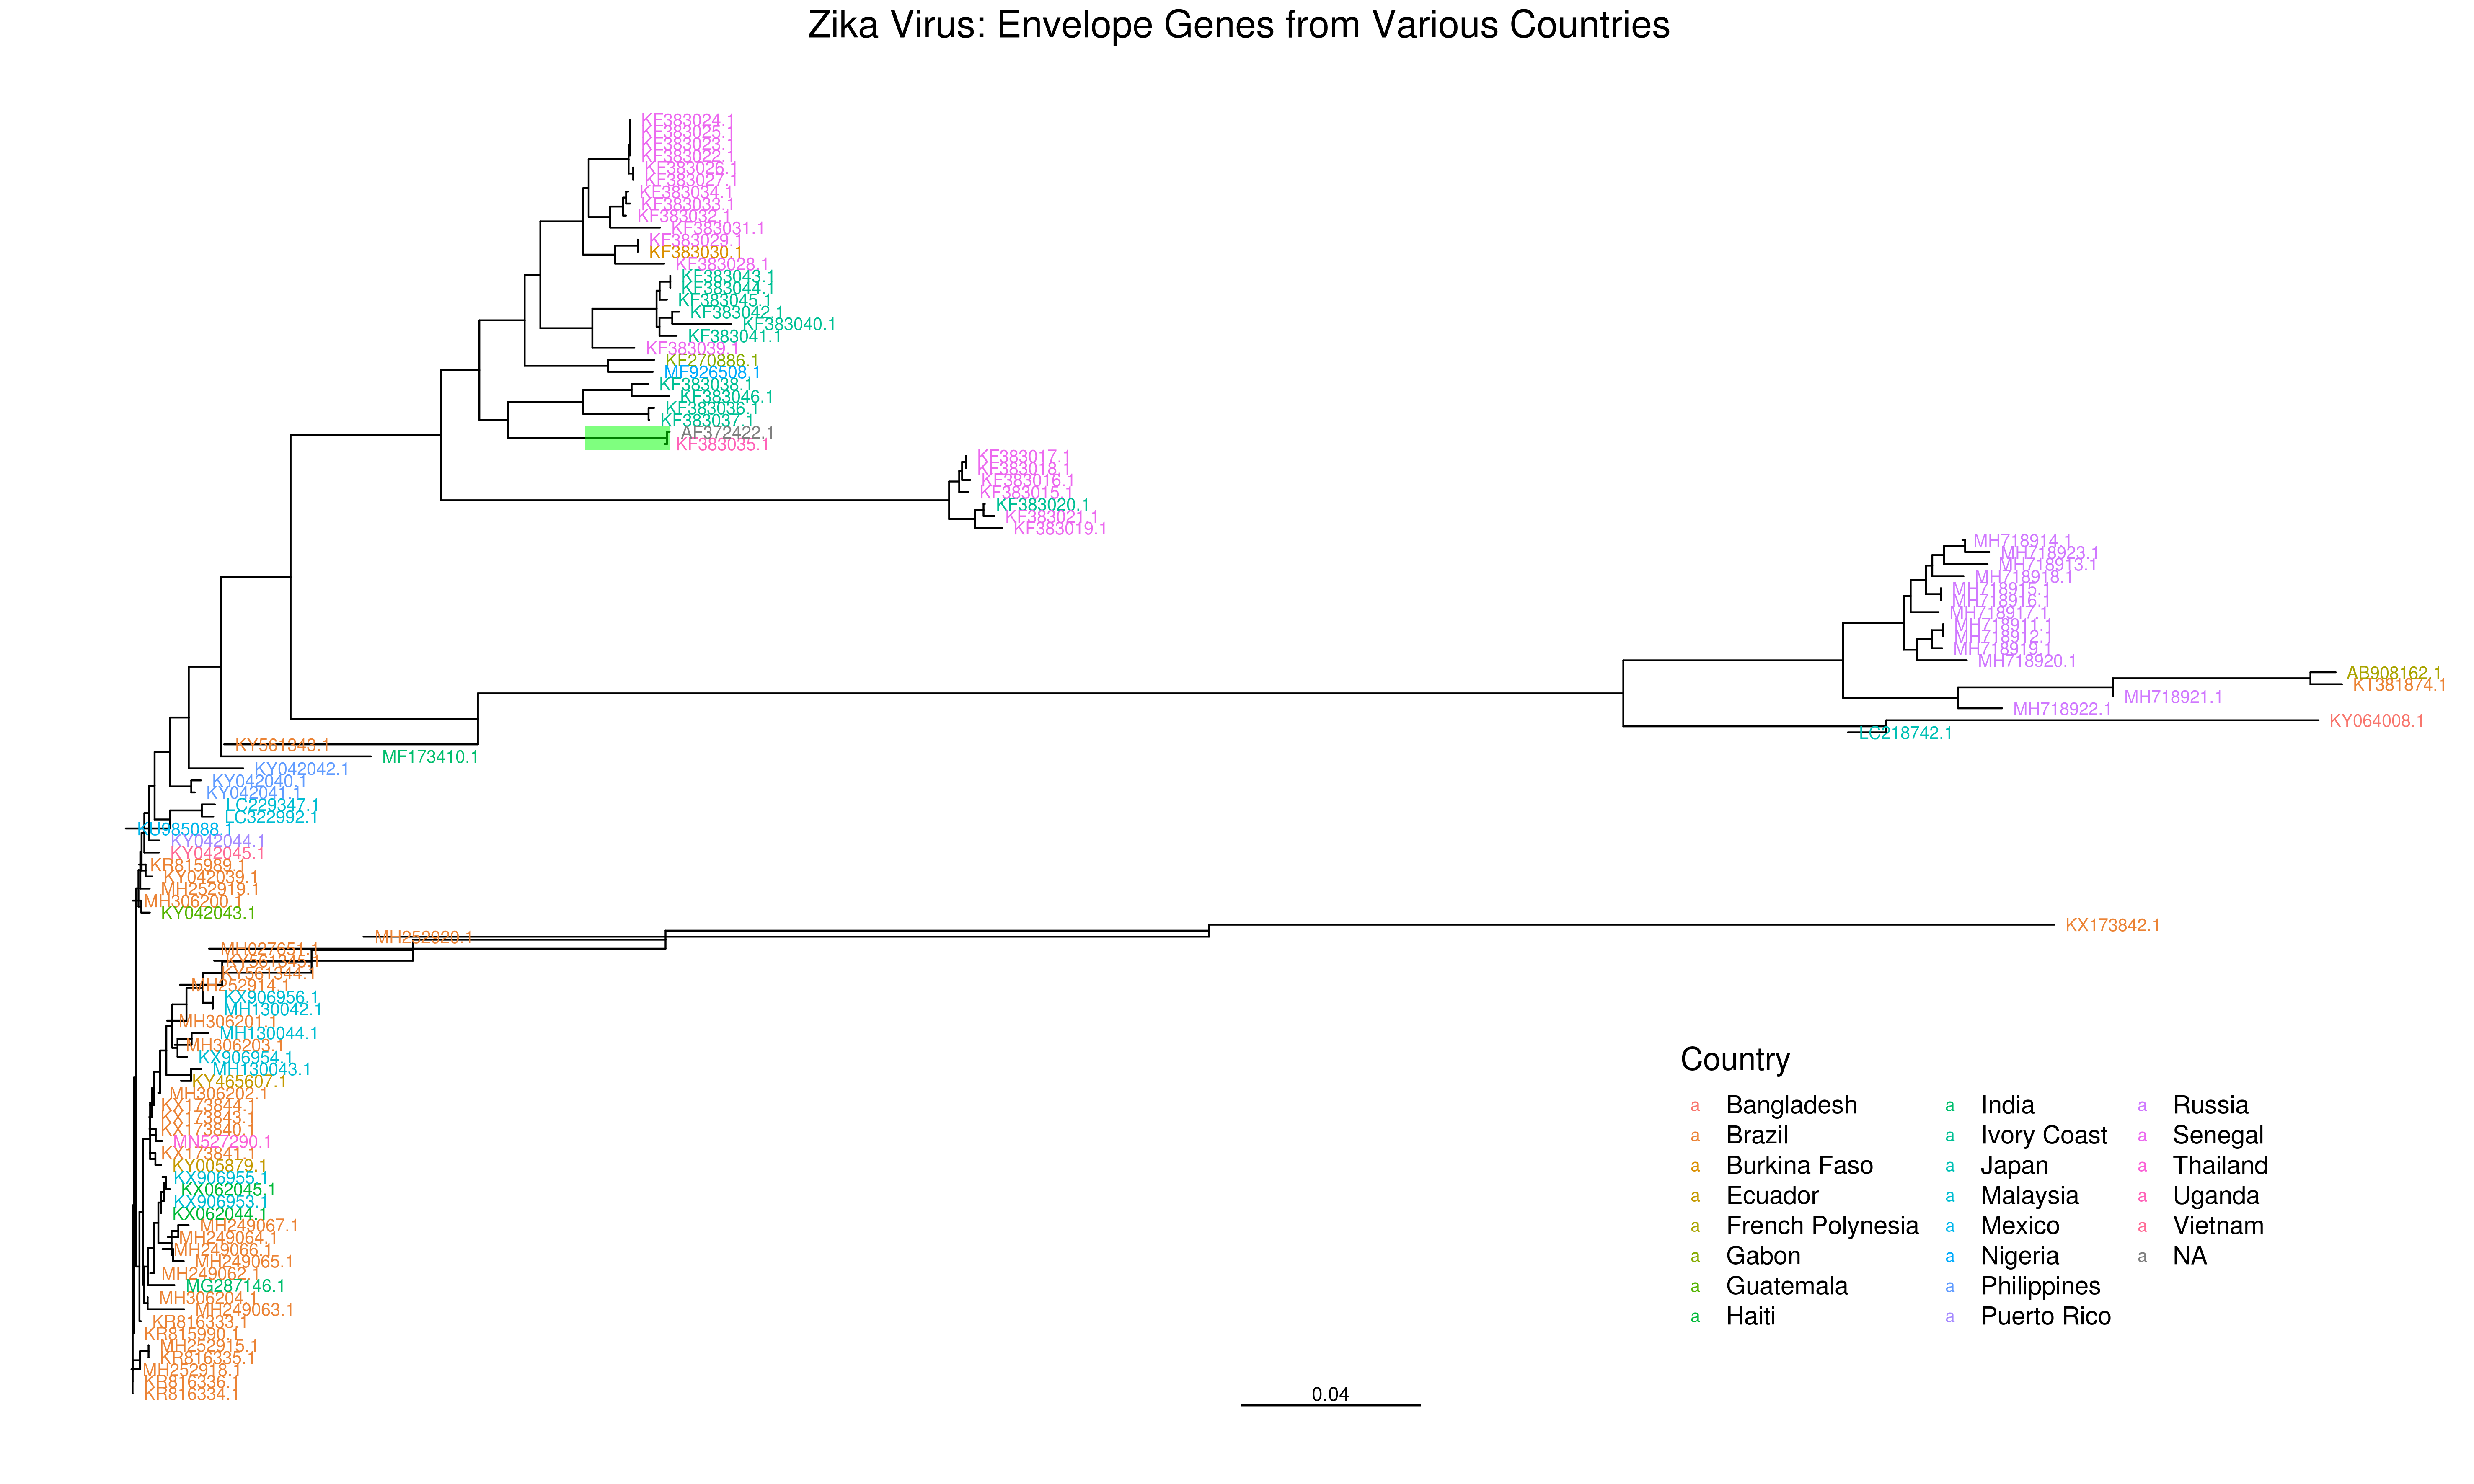 Zika Virus: Envelope Genes from Various Countries
KF383024.1
KF383025.1
KF383023.1
KF383022.1
KF383026.1
KF383027.1
KF383034.1
KF383033.1
KF383032.1
KF383031.1
KF383029.1
KF383030.1
KF383028.1
KF383043.1
KF383044.1
KF383045.1
KF383042.1
KF383040.1
KF383041.1
KF383039.1
KF270886.1
MF926508.1
KF383038.1
KF383046.1
KF383036.1
KF383037.1
AF372422.1
KF383035.1
KF383017.1
KF383018.1
KF383016.1
KF383015.1
KF383020.1
KF383021.1
KF383019.1
MH718914.1
MH718923.1
MH718913.1
MH718918.1
MH718915.1
MH718916.1
MH718917.1
MH718911.1
MH718912.1
MH718919.1
MH718920.1
AB908162.1
KT381874.1
MH718921.1
MH718922.1
KY064008.1
LC218742.1
KY561343.1
MF173410.1
KY042042.1
KY042040.1
KY042041.1
LC229347.1
LC322992.1
KU985088.1
KY042044.1
KY042045.1
KR815989.1
KY042039.1
MH252919.1
MH306200.1
KY042043.1
KX173842.1
MH252920.1
MH027651.1
KY561345.1
KY561344.1
MH252914.1
KX906956.1
MH130042.1
MH306201.1
MH130044.1
MH306203.1
KX906954.1
MH130043.1
KY465607.1
MH306202.1
KX173844.1
KX173843.1
KX173840.1
MN527290.1
KX173841.1
KY005879.1
KX906955.1
KX062045.1
KX906953.1
KX062044.1
MH249067.1
MH249064.1
MH249066.1
MH249065.1
MH249062.1
MG287146.1
MH306204.1
MH249063.1
KR816333.1
KR815990.1
MH252915.1
KR816335.1
MH252918.1
KR816336.1
KR816334.1
0.04
Country
a Bangladesh
a Brazil
a Burkina Faso
a Ecuador
a French Polynesia
a Gabon
a Guatemala
a Haiti
a India
a Ivory Coast
a Japan
a Malaysia
a Mexico
a Nigeria
a Philippines
a Puerto Rico
a Russia
a Senegal
a Thailand
a Uganda
a Vietnam
a NA